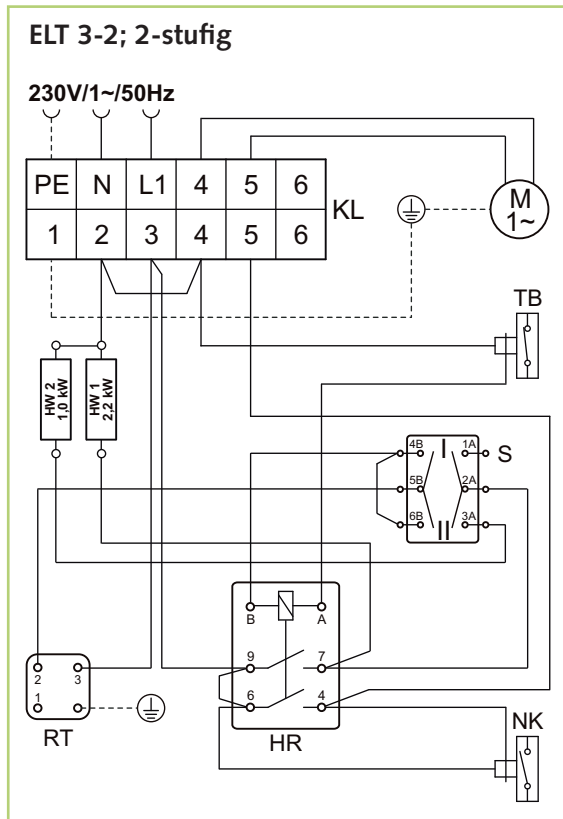 ELT 3-2; 2-stufig
230V/1~/50Hz
PE N L1 4 5 6
KL
1 2 3 4 5 6
M
1~
TB
HW 2
1,0 kW
HW 1
2,2 kW
4B I 1A
S
5B 2A
6B II 3A
B A
9 7
2 3
1
6 4
RT
HR
NK